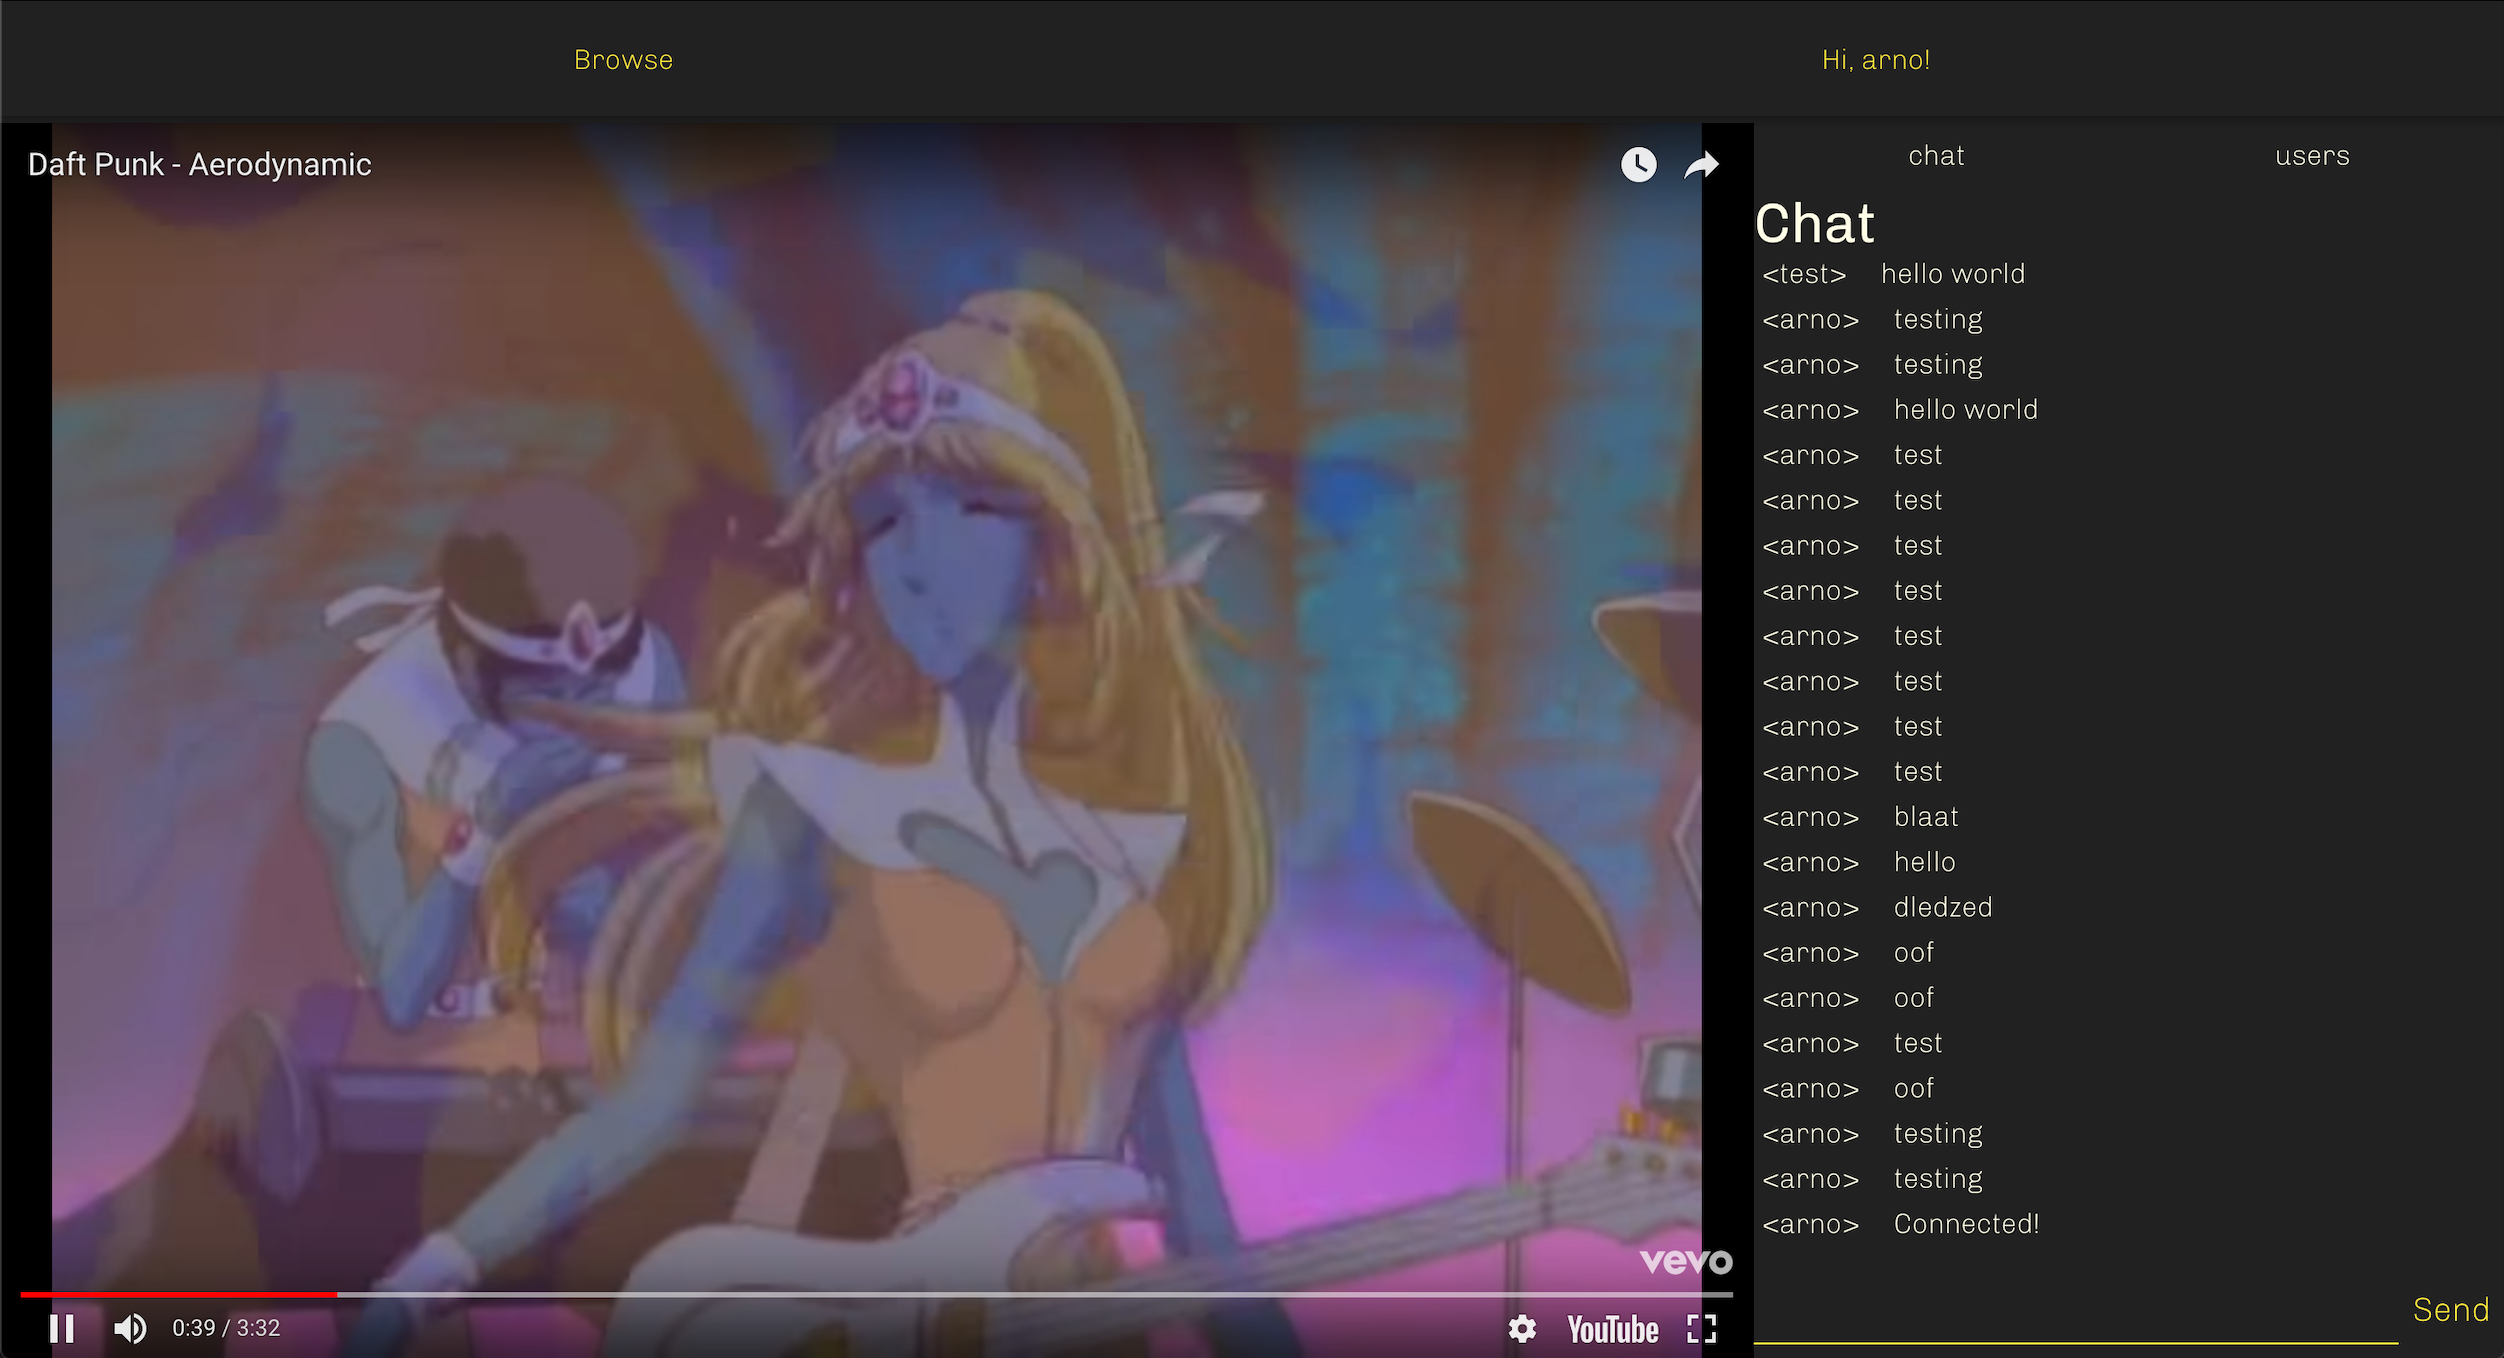 Browse
Hi, arno!
Daft Punk - Aerodynamic
chat
users
Chat
<test> hello world
<arno> testing
<arno> testing
<arno> hello world
<arno> test
<arno> test
<arno> test
<arno> test
<arno> test
<arno> test
<arno> test
<arno> test
<arno> blaat
<arno> hello
<arno> dledzed
<arno> oof
<arno> oof
<arno> test
<arno> oof
<arno> testing
<arno> testing
<arno> Connected!
vevo
0:39 / 3:32
YouTube
Send